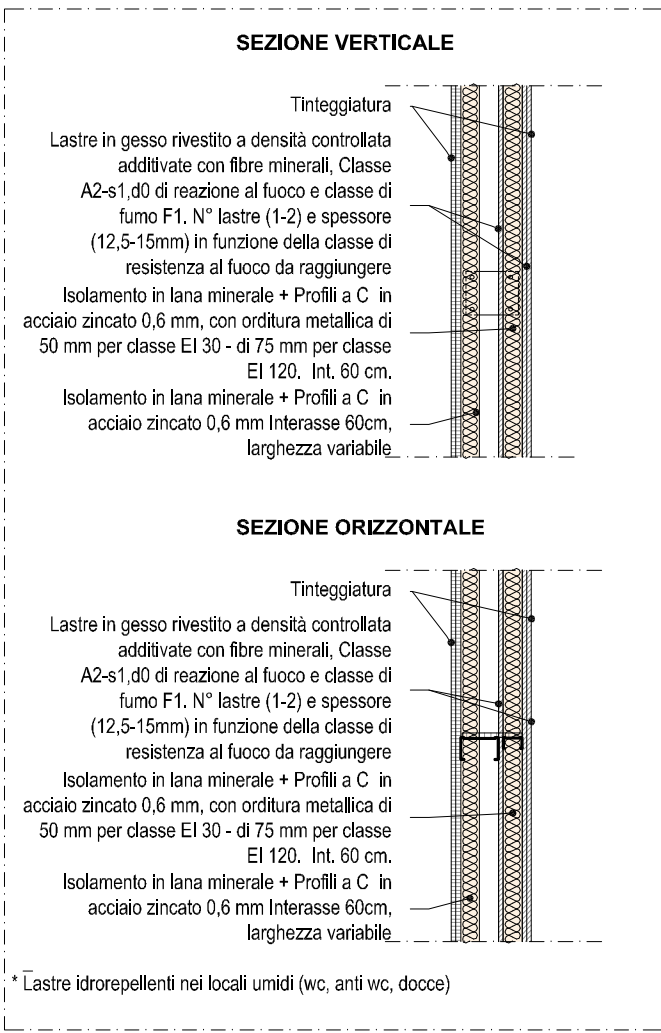 SEZIONE VERTICALE
Tinteggiatura
Lastre in gesso rivestito a densità controllata
additivate con fibre minerali, Classe
A2-s1,d0 di reazione al fuoco e classe di
fumo F1. N° lastre (1-2) e spessore
(12,5-15mm) in funzione della classe di
resistenza al fuoco da raggiungere
Isolamento in lana minerale + Profili a C in
acciaio zincato 0,6 mm, con orditura metallica di
50 mm per classe EI 30 - di 75 mm per classe
EI 120. Int. 60 cm.
Isolamento in lana minerale + Profili a C in
acciaio zincato 0,6 mm Interasse 60cm,
larghezza variabile
SEZIONE ORIZZONTALE
Tinteggiatura
Lastre in gesso rivestito a densità controllata
additivate con fibre minerali, Classe
A2-s1,d0 di reazione al fuoco e classe di
fumo F1. N° lastre (1-2) e spessore
(12,5-15mm) in funzione della classe di
resistenza al fuoco da raggiungere
Isolamento in lana minerale + Profili a C in
acciaio zincato 0,6 mm, con orditura metallica di
50 mm per classe EI 30 - di 75 mm per classe
EI 120. Int. 60 cm.
Isolamento in lana minerale + Profili a C in
acciaio zincato 0,6 mm Interasse 60cm,
larghezza variabile
* Lastre idrorepellenti nei locali umidi (wc, anti wc, docce)